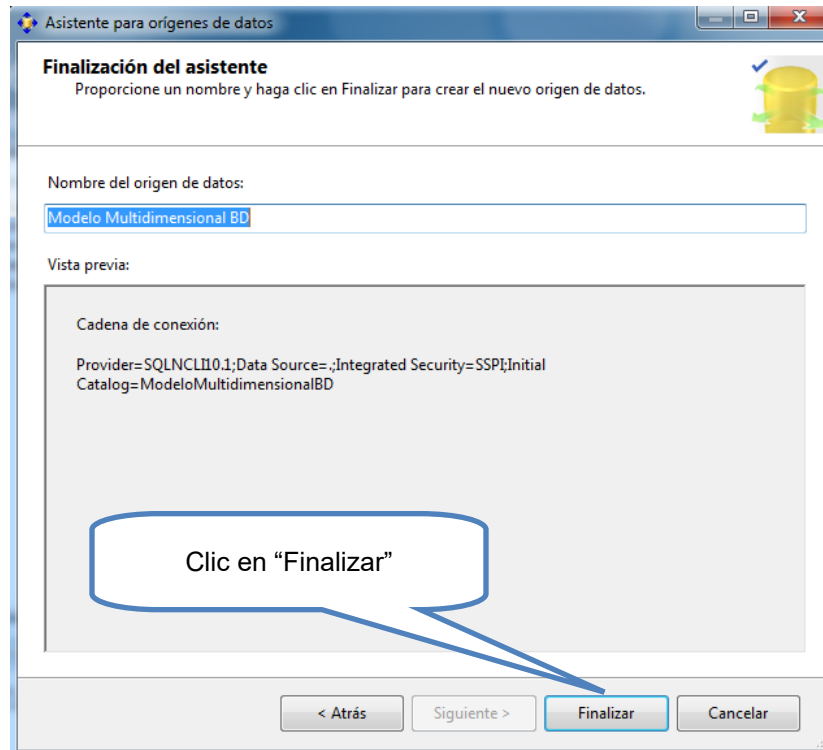 Asistente para orígenes de datos
Finalización del asistente
Proporcione un nombre y haga clic en Finalizar para crear el nuevo origen de datos.
Nombre del origen de datos:
Modelo Multidimensional BD
Vista previa:
Cadena de conexión:
Provider=SQLNCLI10.1;Data Source=.;Integrated Security=SSPI;Initial
Catalog=ModeloMultidimensionalBD
Clic en “Finalizar”
< Atrás
Siguiente >
Finalizar
Cancelar